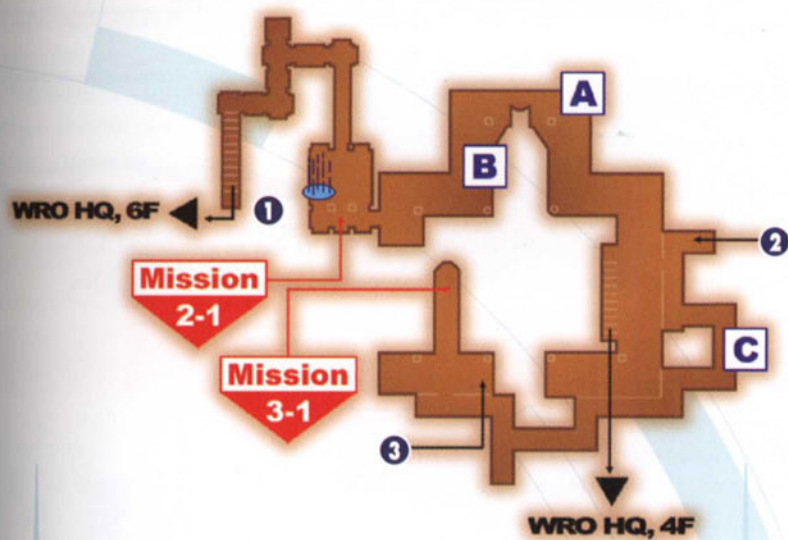 A
B
WRO HQ, 6F
1
2
Mission
2-1
C
Mission
3-1
3
WRO HQ, 4F